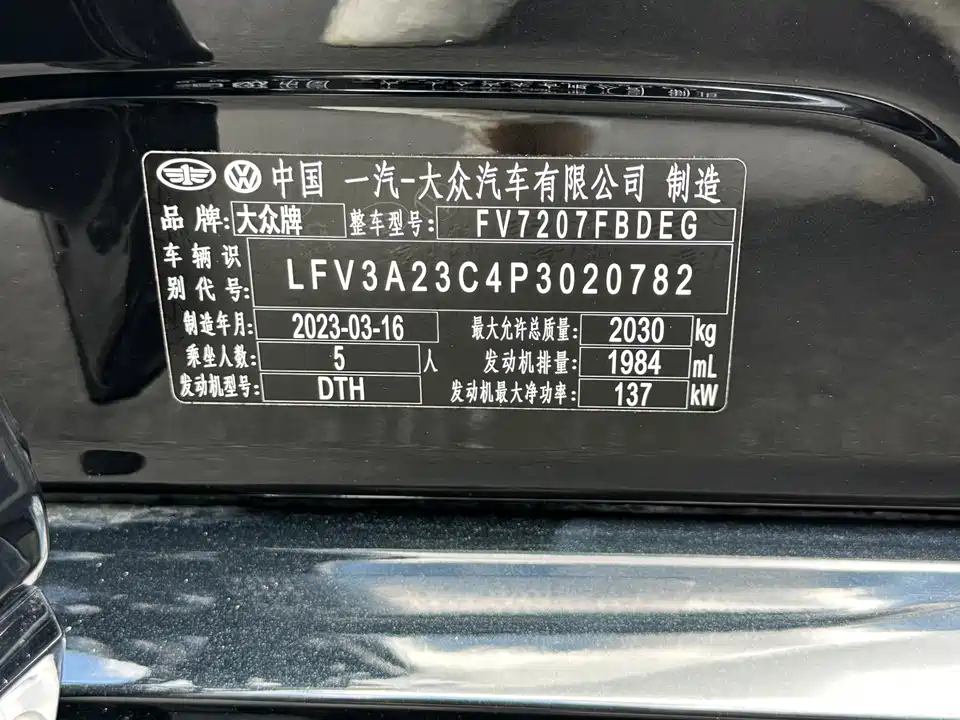 中国 一汽-大众汽车有限公司 制造
品牌: 大众牌 整车型号: FV7207FBDEG
车辆识别代号: LFV3A23C4P3020782
制造年月: 2023-03-16 最大允许总质量: 2030 kg
乘坐人数: 5 人 发动机排量: 1984 mL
发动机型号: DTH 发动机最大净功率: 137 kW